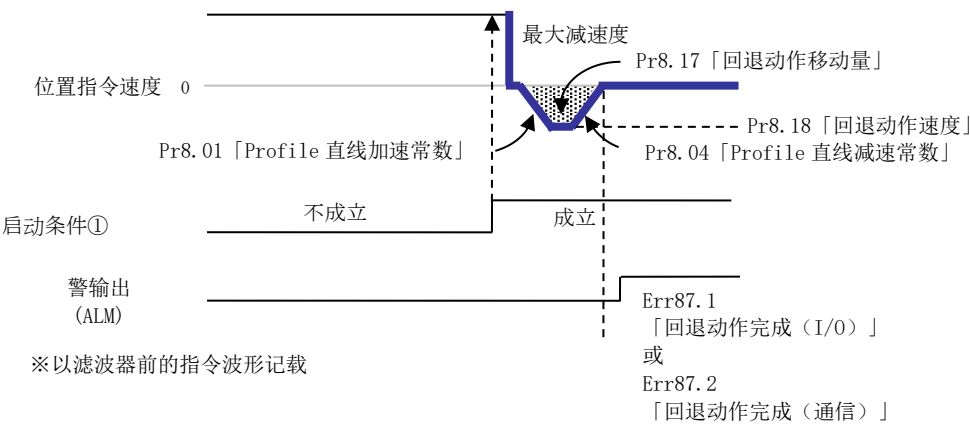 最大减速度
Pr8.17「回退动作移动量」
位置指令速度 0
Pr8.18「回退动作速度」
Pr8.01「Profile 直线加速常数」
Pr8.04「Profile 直线减速常数」
不成立
成立
启动条件①
警输出
(ALM)
Err87.1
「回退动作完成（I/O）」
或
Err87.2
「回退动作完成（通信）」
※以滤波器前的指令波形记载